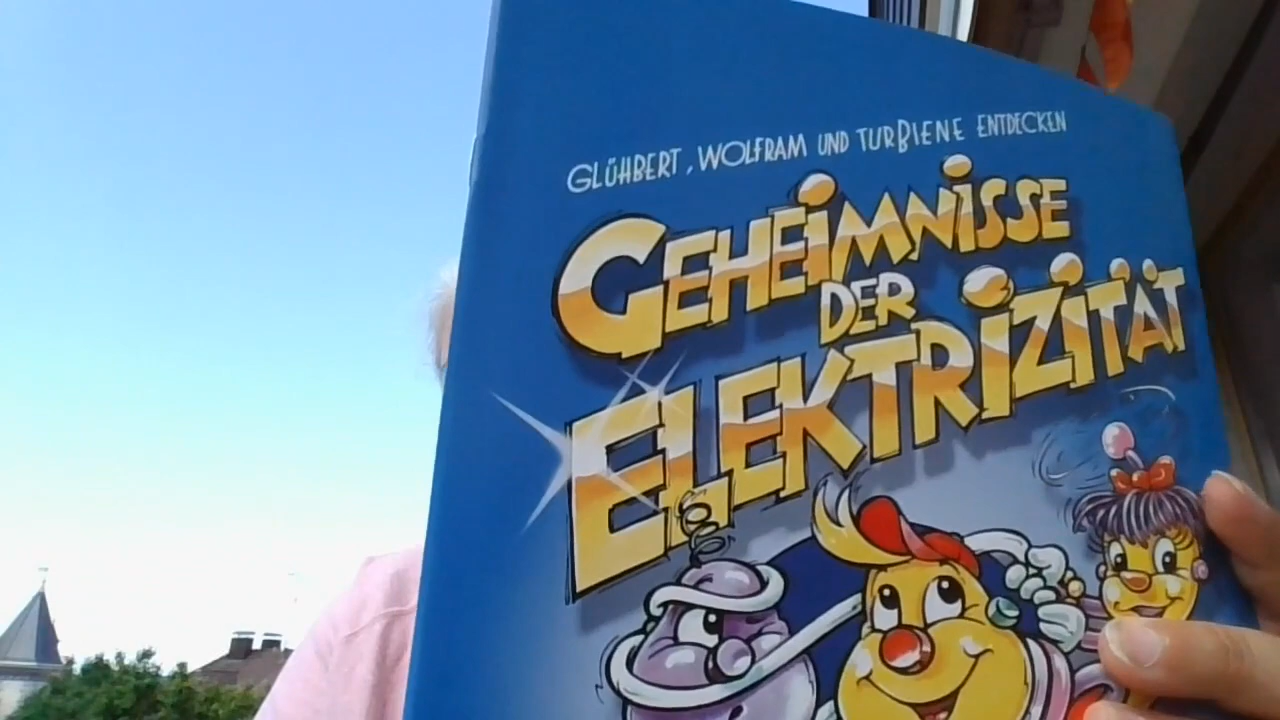 GLÜHBERT, WOLFRAM UND TURBIENE ENTDECKEN
GEHEIMNISSE
DER
ELEKTRIZITÄT